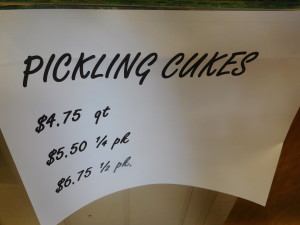 PICKLING CUKES
$4.75 qt
$5.50 ¼ pk
$6.75 ½ pk.